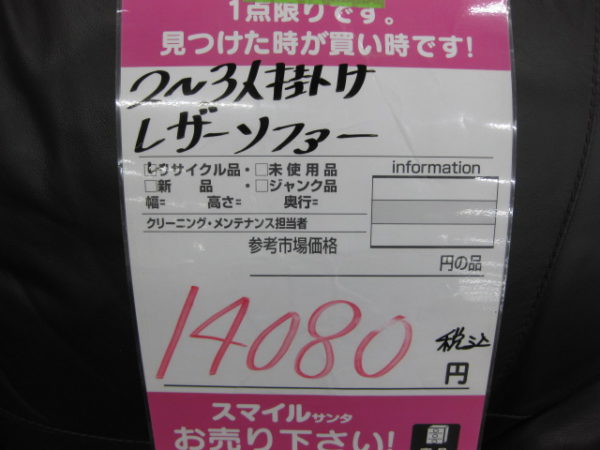 1点限りです。
見つけた時が買い時です!
2～3人掛け
レザーソファー
□リサイクル品・□未使用品
□新品・□ジャンク品
幅= 高さ= 奥行=
クリーニング・メンテナンス担当者
information
参考市場価格
円の品
14080 税込
円
スマイルサンタ
お売り下さい!